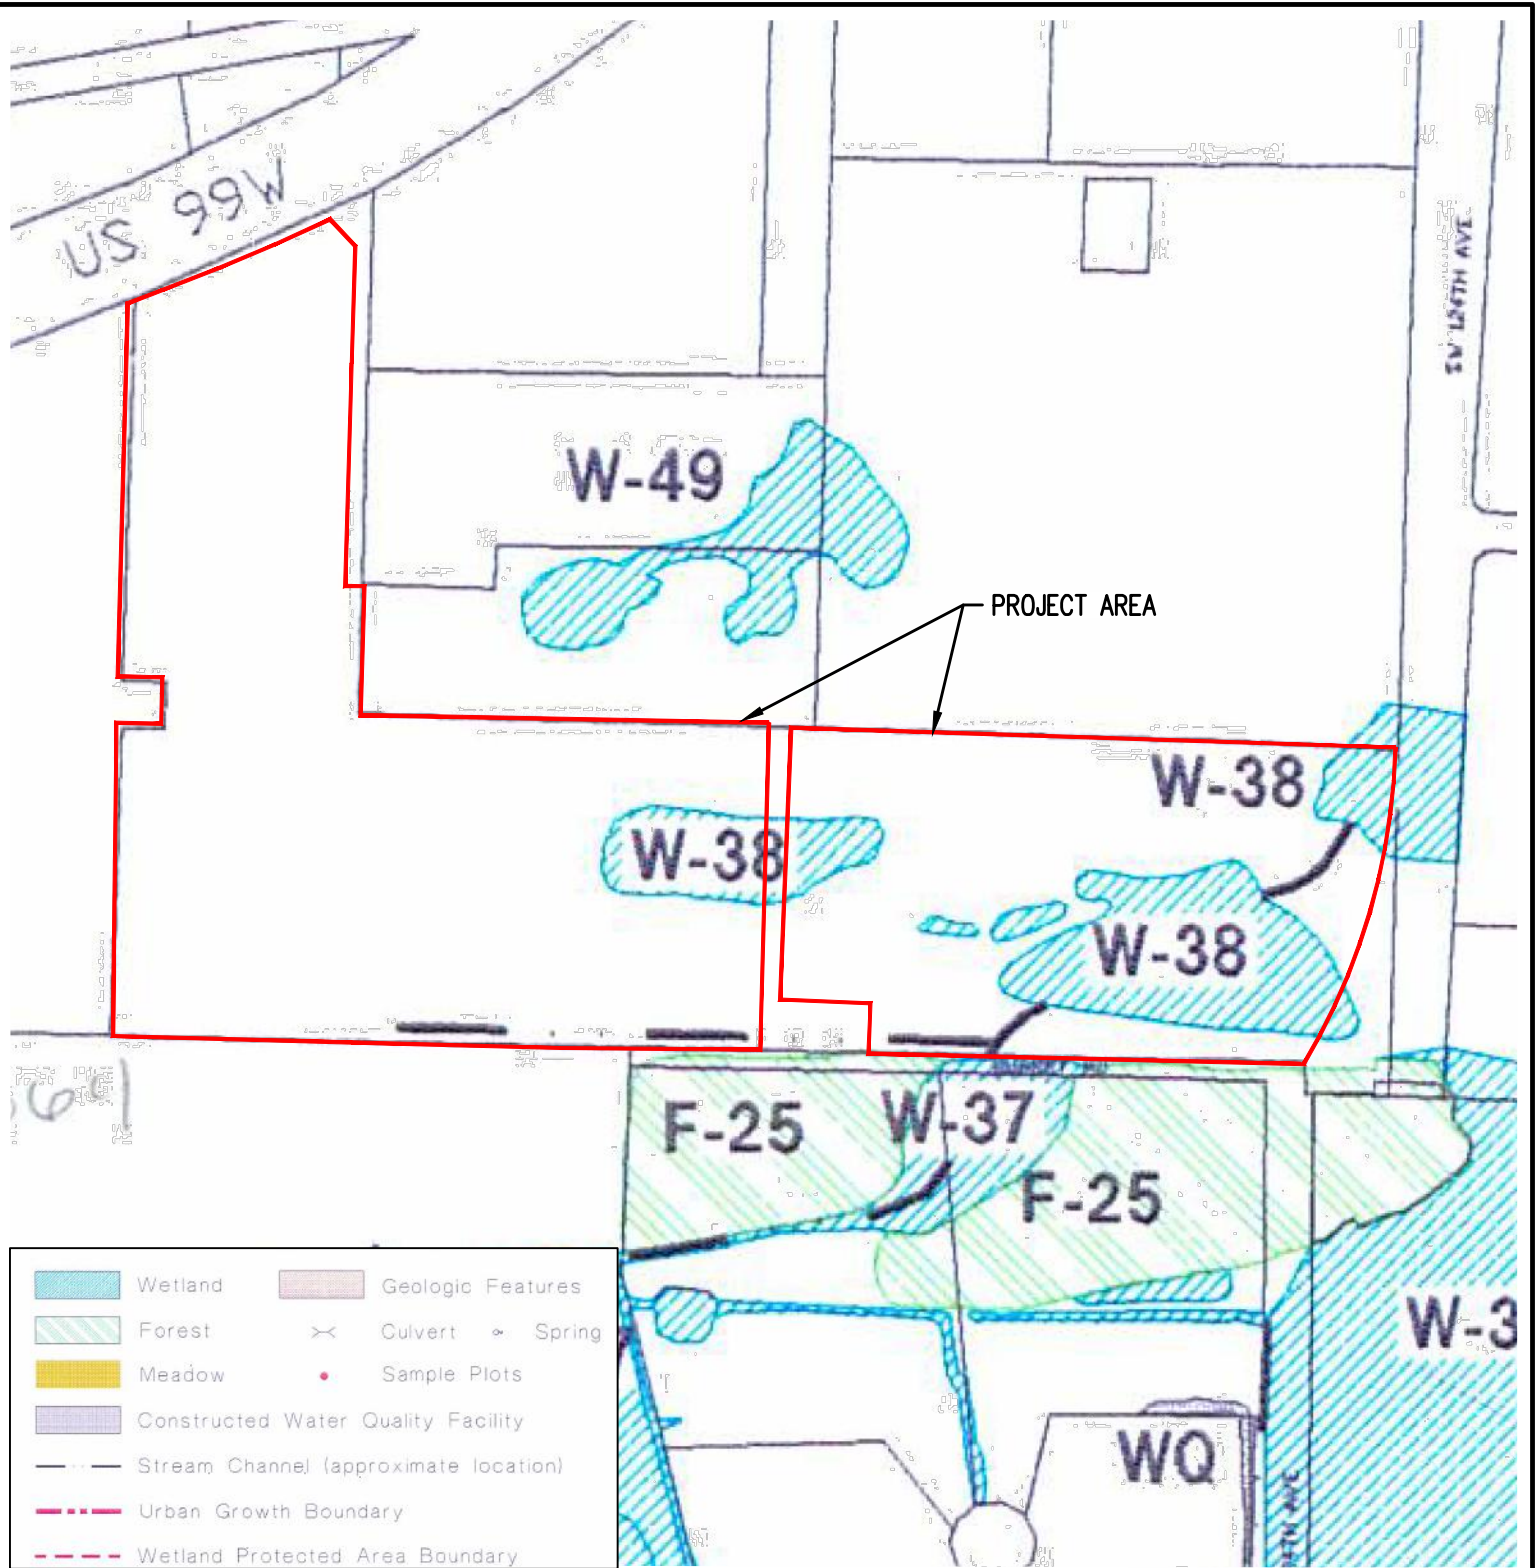 US 99W
SW 124TH AVE
W-49
PROJECT AREA
W-38
W-38
W-38
F-25
W-37
F-25
W-3
WQ
Wetland
Geologic Features
Forest
Culvert
Spring
Meadow
Sample Plots
Constructed Water Quality Facility
Stream Channel (approximate location)
Urban Growth Boundary
Wetland Protected Area Boundary